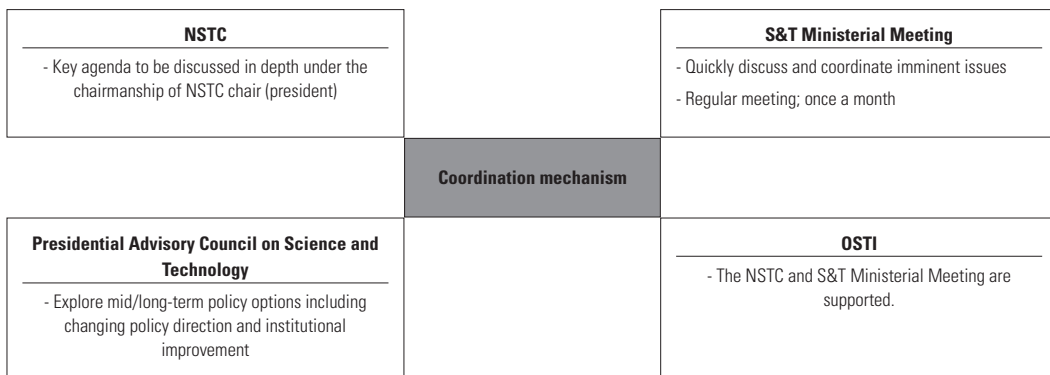 NSTC
- Key agenda to be discussed in depth under the
chairmanship of NSTC chair (president)
S&T Ministerial Meeting
- Quickly discuss and coordinate imminent issues
- Regular meeting; once a month
Coordination mechanism
Presidential Advisory Council on Science and
Technology
- Explore mid/long-term policy options including
changing policy direction and institutional
improvement
OSTI
- The NSTC and S&T Ministerial Meeting are
supported.